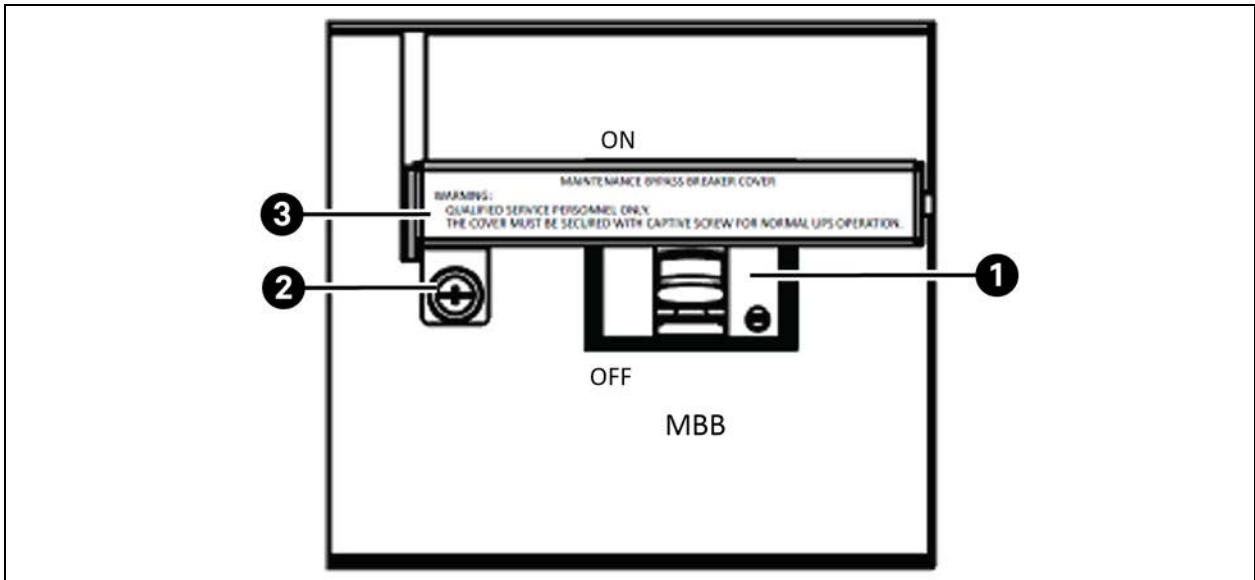 ON
MAINTENANCE BYPASS BREAKER COVER
WARNING:
QUALIFIED SERVICE PERSONNEL ONLY.
THE COVER MUST BE SECURED WITH CAPTIVE SCREW FOR NORMAL UPS OPERATION.
3
1
2
OFF
MBB